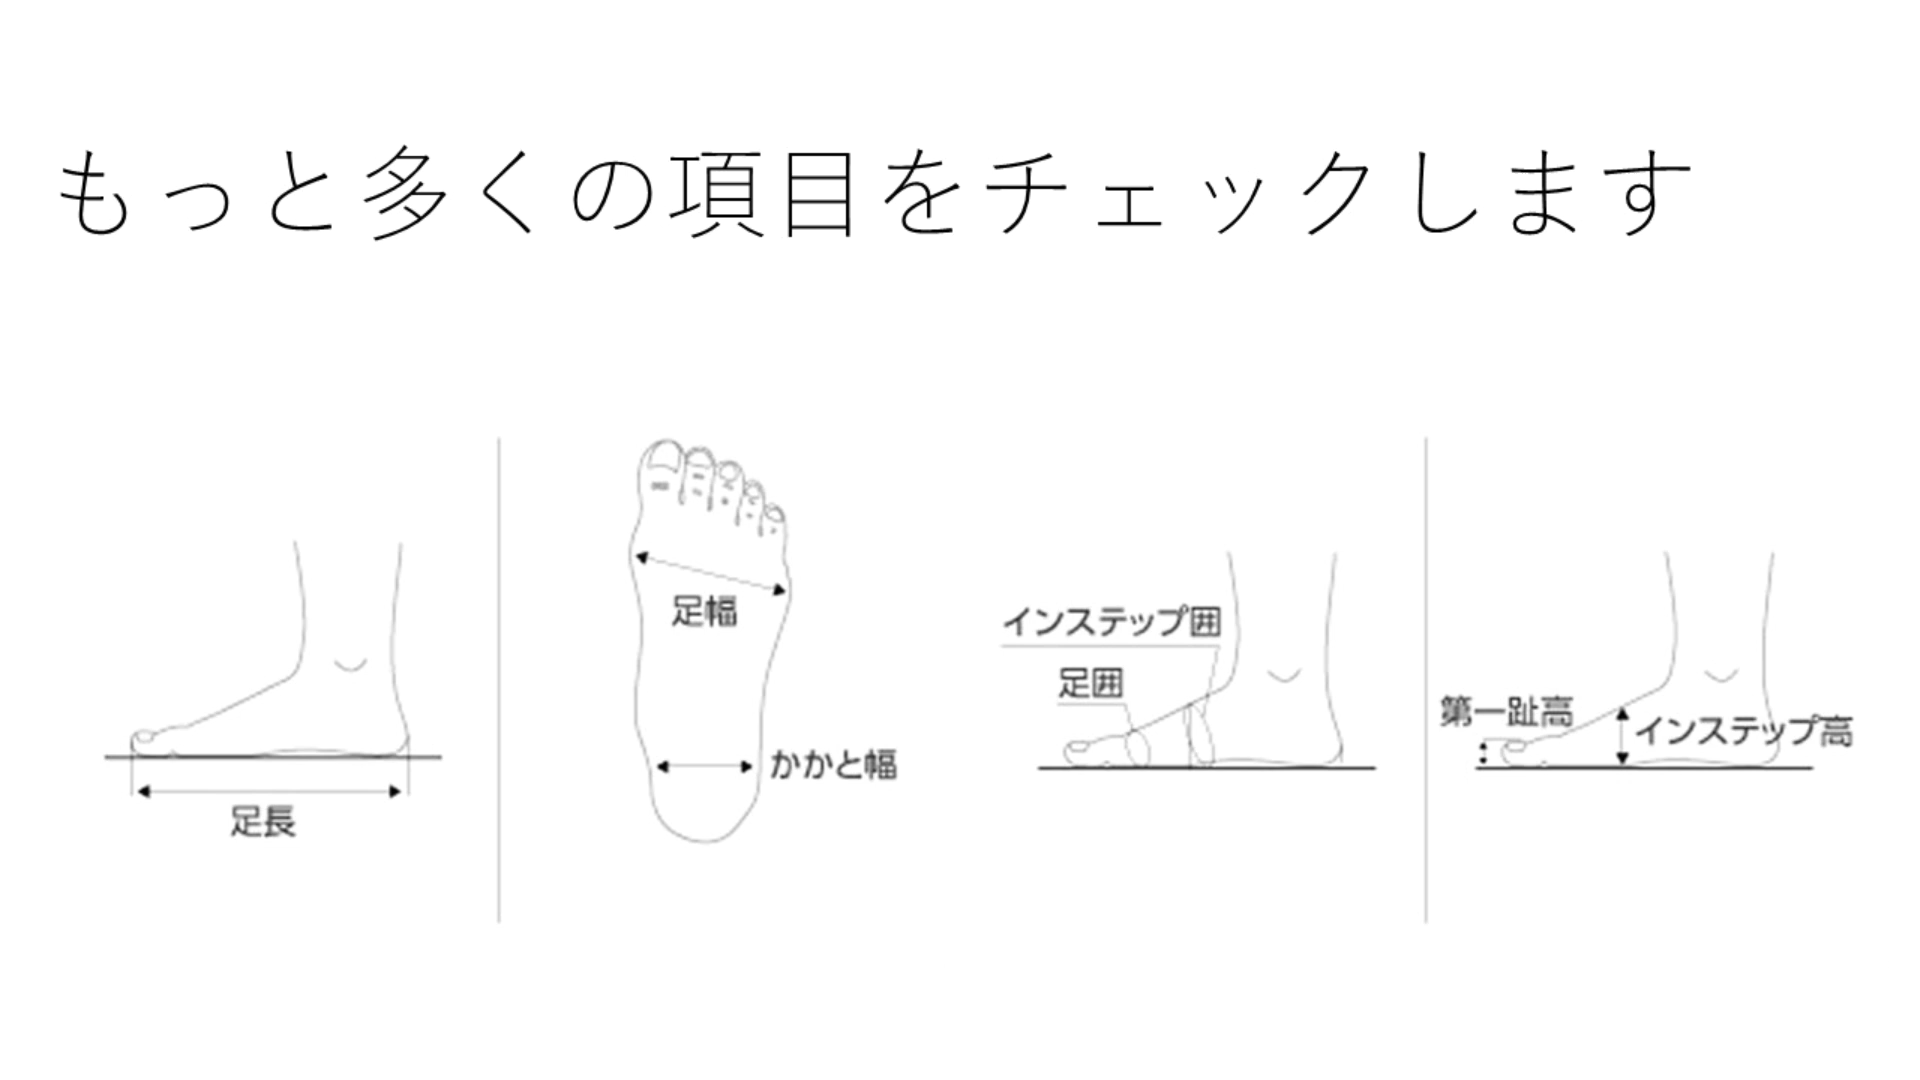 もっと多くの項目をチェックします
足長
足幅
かかと幅
インステップ囲
足囲
第一趾高
インステップ高